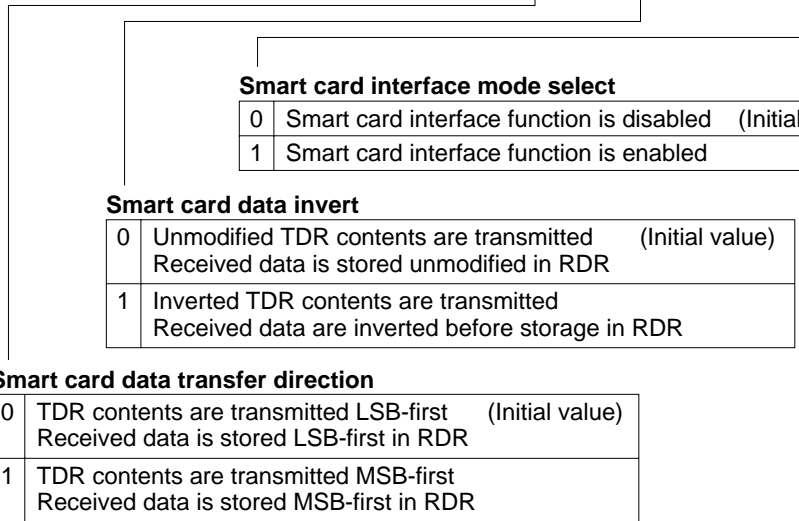 Smart card interface mode select
0 Smart card interface function is disabled (Initial
1 Smart card interface function is enabled
Smart card data invert
0 Unmodified TDR contents are transmitted (Initial value)
Received data is stored unmodified in RDR
1 Inverted TDR contents are transmitted
Received data are inverted before storage in RDR
Smart card data transfer direction
0 TDR contents are transmitted LSB-first (Initial value)
Received data is stored LSB-first in RDR
1 TDR contents are transmitted MSB-first
Received data is stored MSB-first in RDR